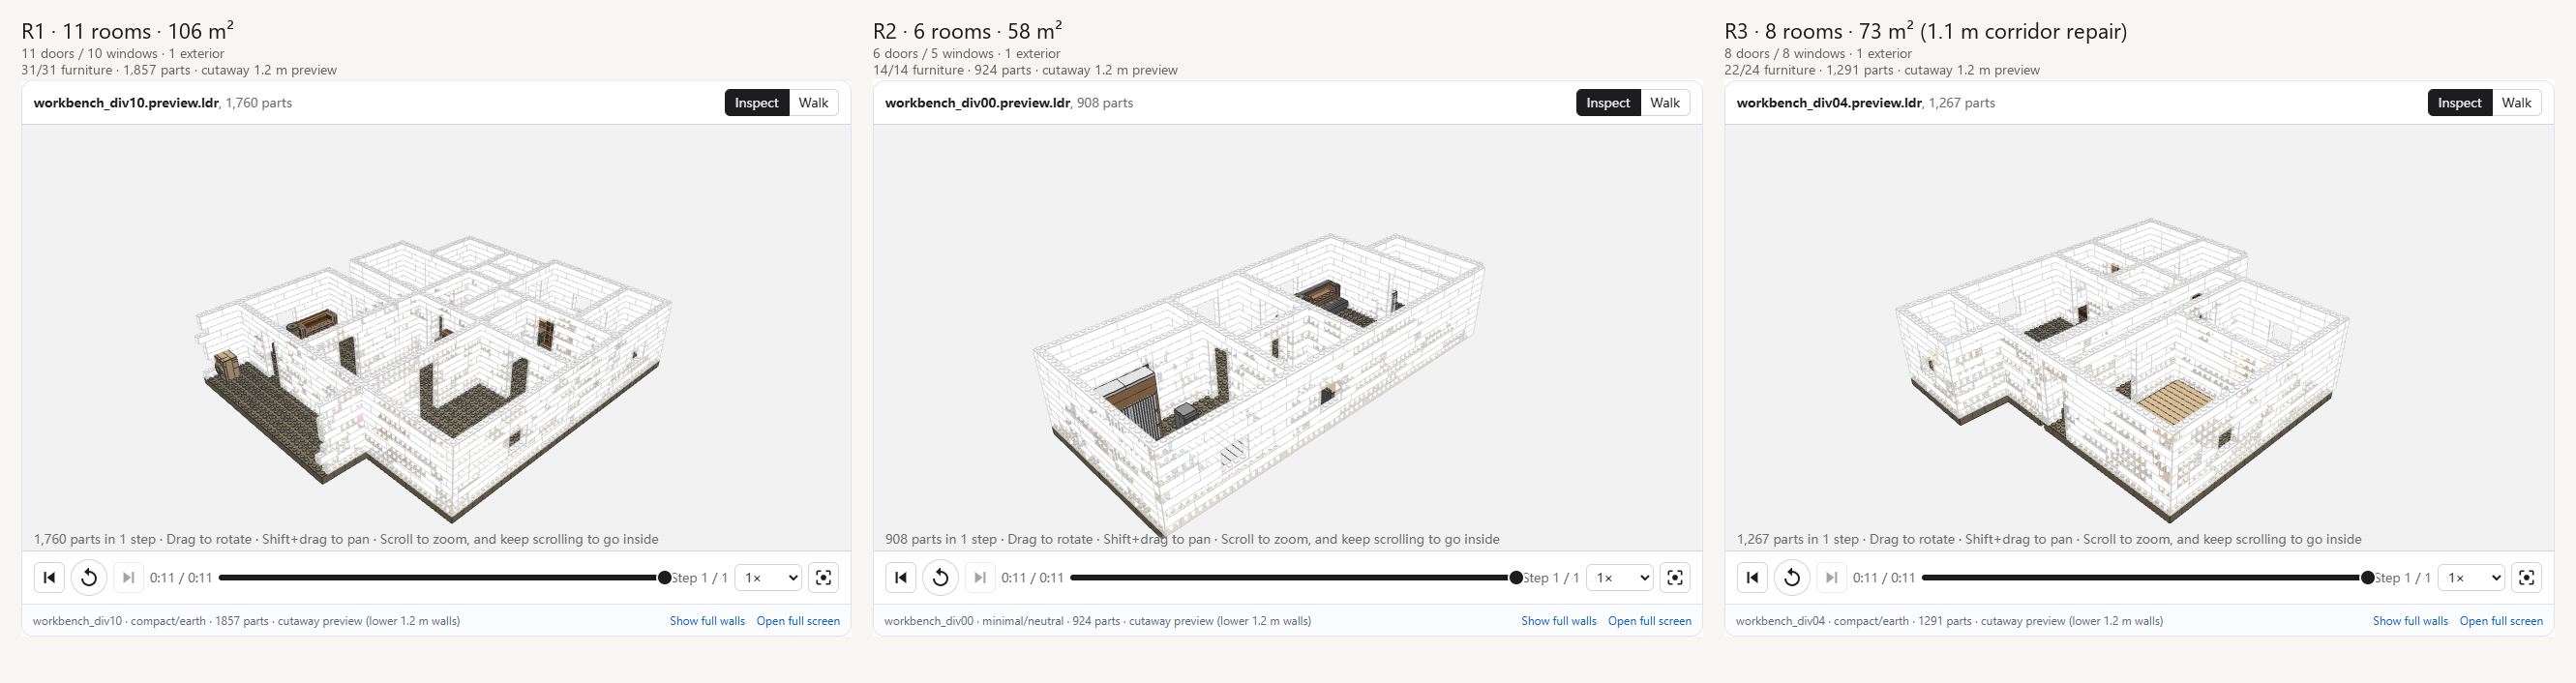 R1 · 11 rooms · 106 m²
11 doors / 10 windows · 1 exterior
31/31 furniture · 1,857 parts · cutaway 1.2 m preview
workbench_div10.preview.ldr, 1,760 parts
Inspect
Walk
1,760 parts in 1 step · Drag to rotate · Shift+drag to pan · Scroll to zoom, and keep scrolling to go inside
0:11 / 0:11
Step 1 / 1
1×
workbench_div10 · compact/earth · 1857 parts · cutaway preview (lower 1.2 m walls)
Show full walls
Open full screen
R2 · 6 rooms · 58 m²
6 doors / 5 windows · 1 exterior
14/14 furniture · 924 parts · cutaway 1.2 m preview
workbench_div00.preview.ldr, 908 parts
Inspect
Walk
908 parts in 1 step · Drag to rotate · Shift+drag to pan · Scroll to zoom, and keep scrolling to go inside
0:11 / 0:11
Step 1 / 1
1×
workbench_div00 · minimal/neutral · 924 parts · cutaway preview (lower 1.2 m walls)
Show full walls
Open full screen
R3 · 8 rooms · 73 m² (1.1 m corridor repair)
8 doors / 8 windows · 1 exterior
22/24 furniture · 1,291 parts · cutaway 1.2 m preview
workbench_div04.preview.ldr, 1,267 parts
Inspect
Walk
1,267 parts in 1 step · Drag to rotate · Shift+drag to pan · Scroll to zoom, and keep scrolling to go inside
0:11 / 0:11
Step 1 / 1
1×
workbench_div04 · compact/earth · 1291 parts · cutaway preview (lower 1.2 m walls)
Show full walls
Open full screen